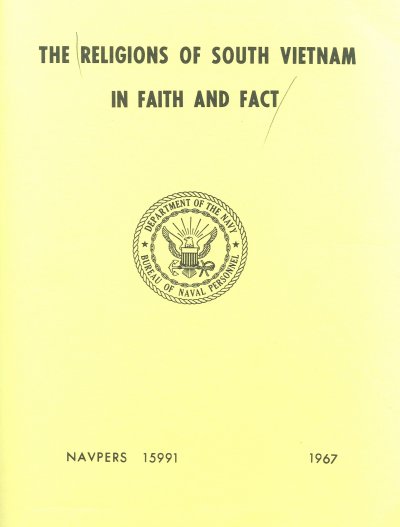 THE RELIGIONS OF SOUTH VIETNAM
IN FAITH AND FACT
DEPARTMENT OF THE NAVY
BUREAU OF NAVAL PERSONNEL
NAVPERS 15991 1967